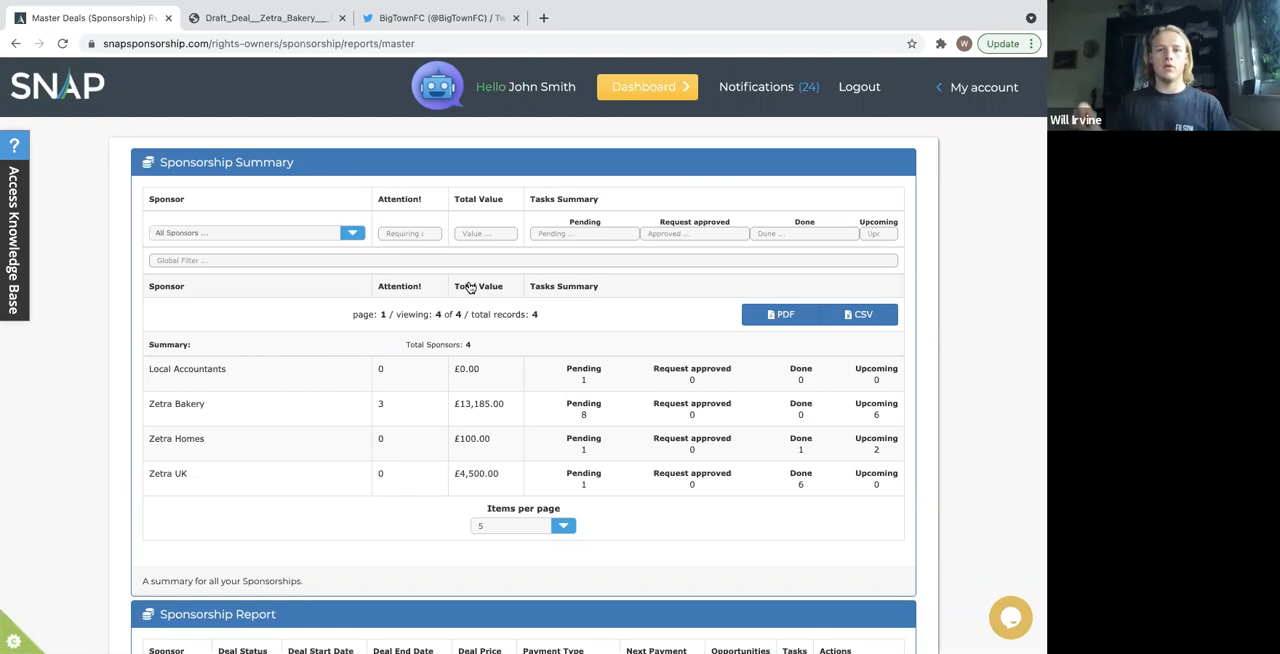 Master Deals (Sponsorship) R
Draft_Deal__Zetra_Bakery__
BigTownFC (@BigTownFC) / Tw
snapsponsorship.com/rights-owners/sponsorship/reports/master
W
Update
SNAP
Hello John Smith
Dashboard
Notifications (24)
Logout
My account
Will Irvine
?
Access Knowledge Base
Sponsorship Summary
Sponsor Attention! Total Value Tasks Summary
Pending Request approved Done Upcoming
All Sponsors ... Requiring a Value ... Pending ... Approved ... Done ... Upc
Global Filter ...
Sponsor Attention! Total Value Tasks Summary
page: 1 / viewing: 4 of 4 / total records: 4
PDF CSV
Summary: Total Sponsors: 4
Local Accountants 0 £0.00 Pending Request approved Done Upcoming
1 0 0 0
Zetra Bakery 3 £13,185.00 Pending Request approved Done Upcoming
8 0 0 6
Zetra Homes 0 £100.00 Pending Request approved Done Upcoming
1 0 1 2
Zetra UK 0 £4,500.00 Pending Request approved Done Upcoming
1 0 6 0
Items per page
5
A summary for all your Sponsorships.
Sponsorship Report
Sponsor Deal Status Deal Start Date Deal End Date Deal Price Payment Type Next Payment Opportunities Tasks Actions